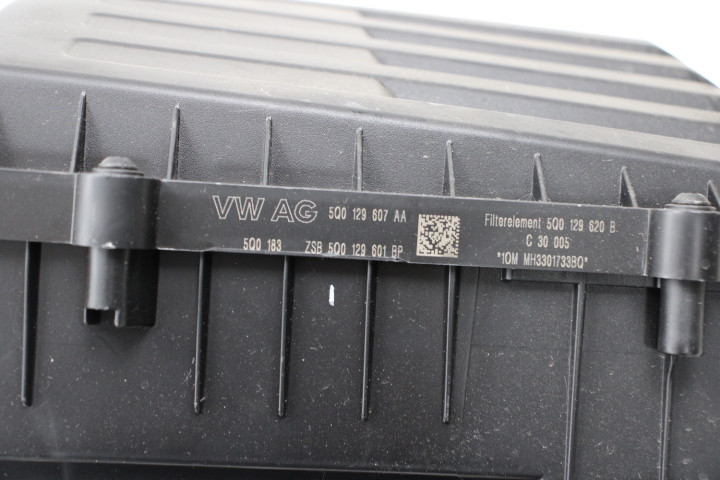 VW AG 5Q0 129 607 AA
5Q0 183 ZSB 5Q0 129 601 BP
Filterelement 5Q0 129 620 B
C 30 005
*10M MH3301733BQ*